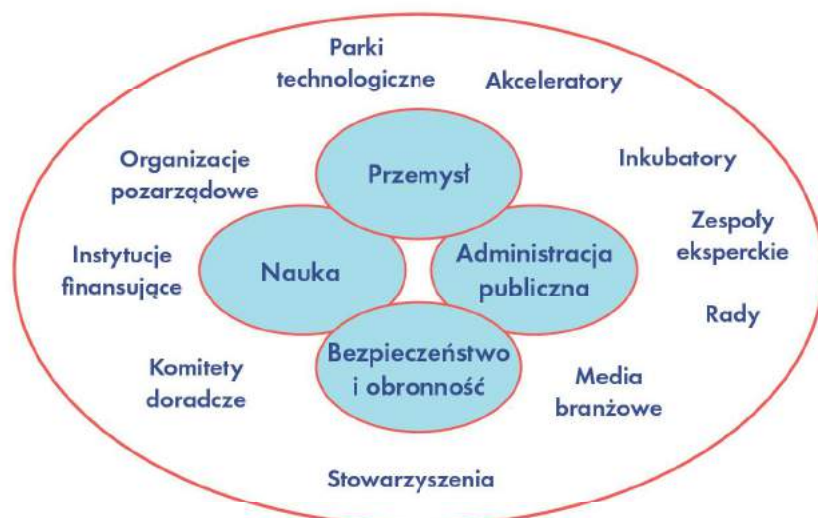 Parki
technologiczne
Akceleratory
Organizacje
pozarządowe
Przemysł
Inkubatory
Zespoły
eksperckie
Instytucje
finansujące
Nauka
Administracja
publiczna
Rady
Bezpieczeństwo
i obronność
Komitety
doradcze
Media
branżowe
Stowarzyszenia